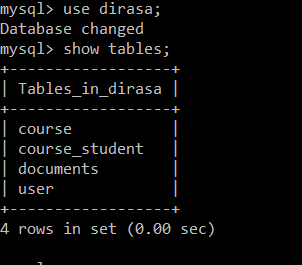 mysql> use dirasa;
Database changed
mysql> show tables;
+------------------+
| Tables_in_dirasa |
+------------------+
| course           |
| course_student   |
| documents        |
| user             |
+------------------+
4 rows in set (0.00 sec)